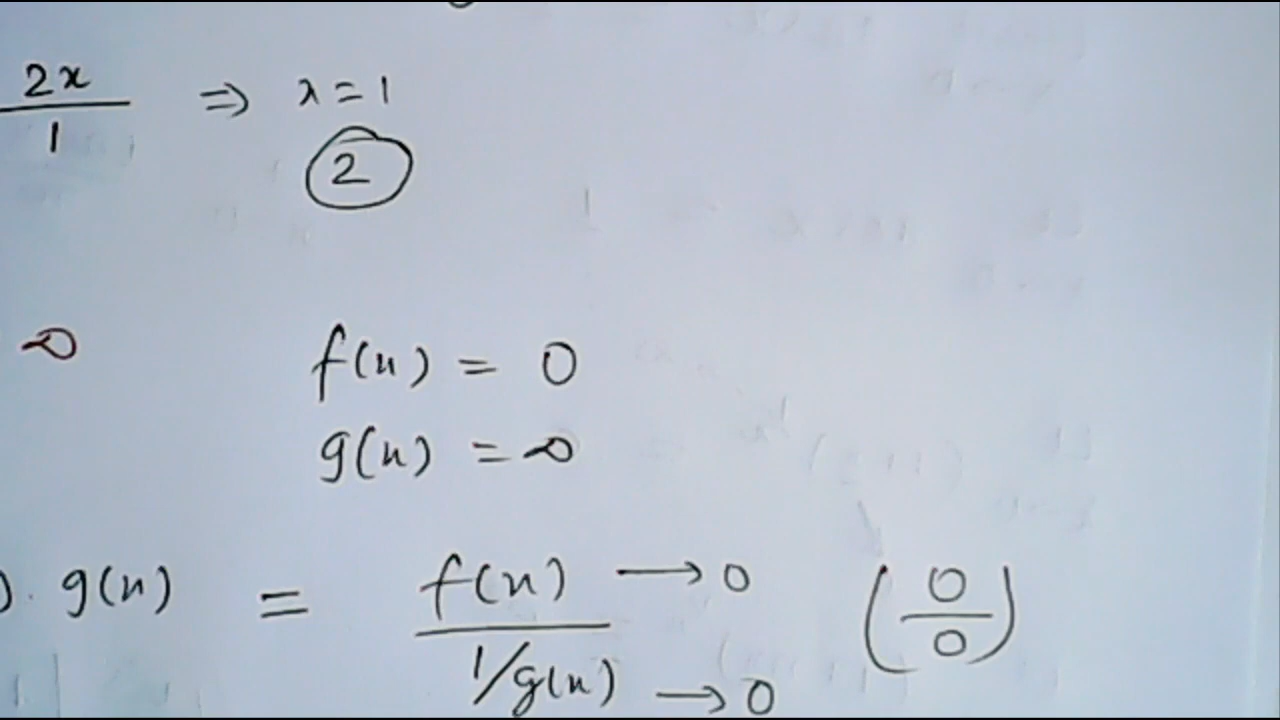 2x/1 ⇒ x = 1
2
∞ f(x) = 0
g(x) = ∞
). g(x) = f(x) → 0 / 1/g(x) → 0 (0/0)